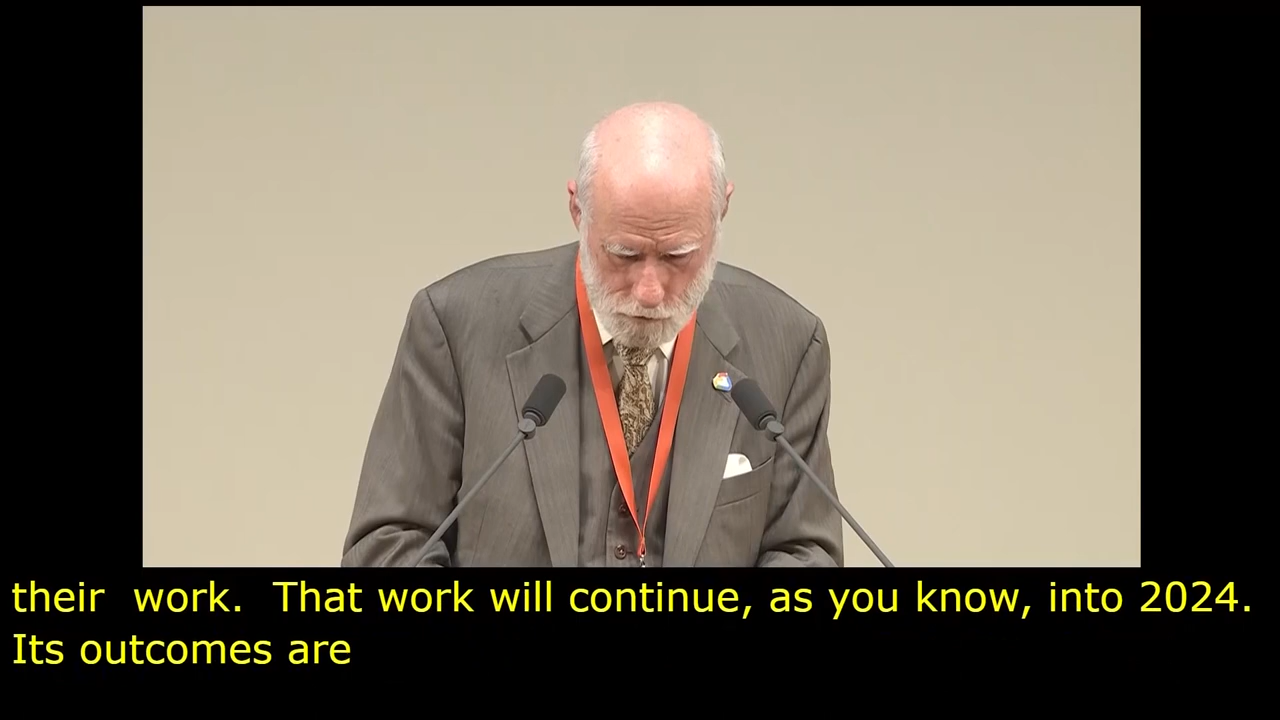 their  work.  That work will continue, as you know, into 2024.
Its outcomes are